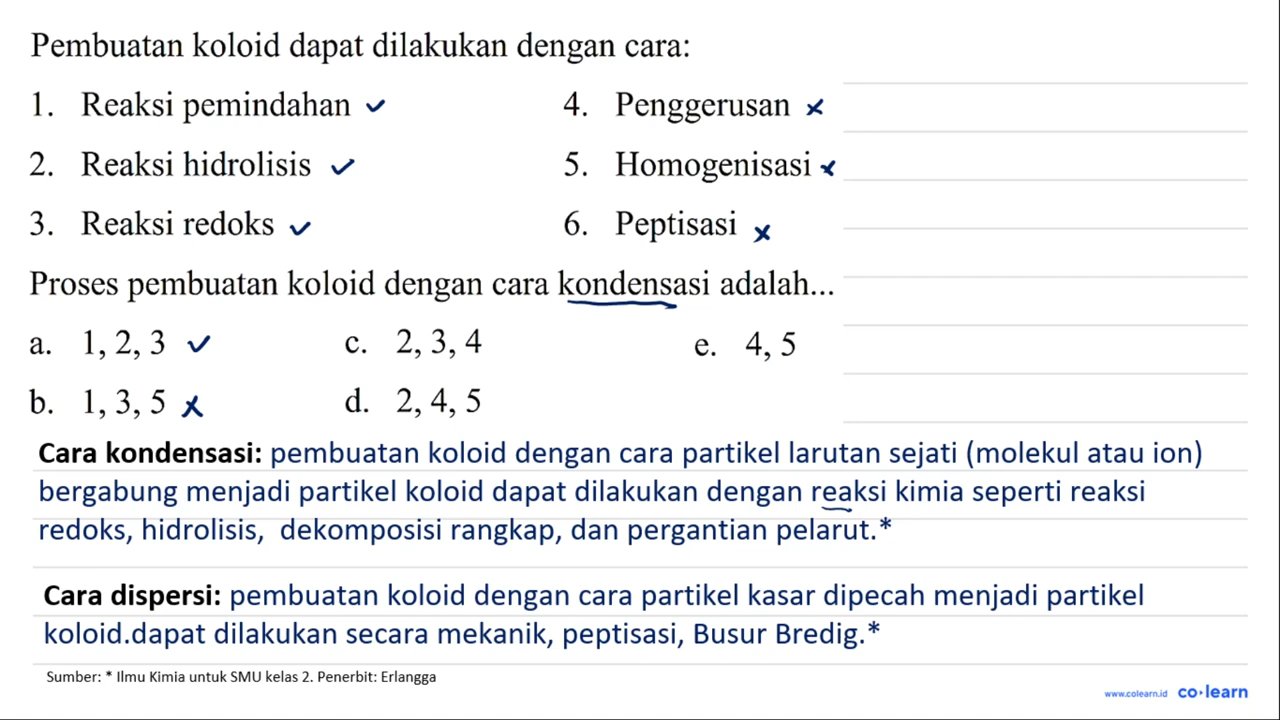 Pembuatan koloid dapat dilakukan dengan cara:
1. Reaksi pemindahan ✓ 4. Penggerusan ✗
2. Reaksi hidrolisis ✓ 5. Homogenisasi ✗
3. Reaksi redoks ✓ 6. Peptisasi ✗
Proses pembuatan koloid dengan cara kondensasi adalah...
a. 1, 2, 3 ✓ c. 2, 3, 4 e. 4, 5
b. 1, 3, 5 ✗ d. 2, 4, 5
Cara kondensasi: pembuatan koloid dengan cara partikel larutan sejati (molekul atau ion)
bergabung menjadi partikel koloid dapat dilakukan dengan reaksi kimia seperti reaksi
redoks, hidrolisis, dekomposisi rangkap, dan pergantian pelarut.*
Cara dispersi: pembuatan koloid dengan cara partikel kasar dipecah menjadi partikel
koloid.dapat dilakukan secara mekanik, peptisasi, Busur Bredig.*
Sumber: * Ilmu Kimia untuk SMU kelas 2. Penerbit: Erlangga
www.colearn.id co·learn